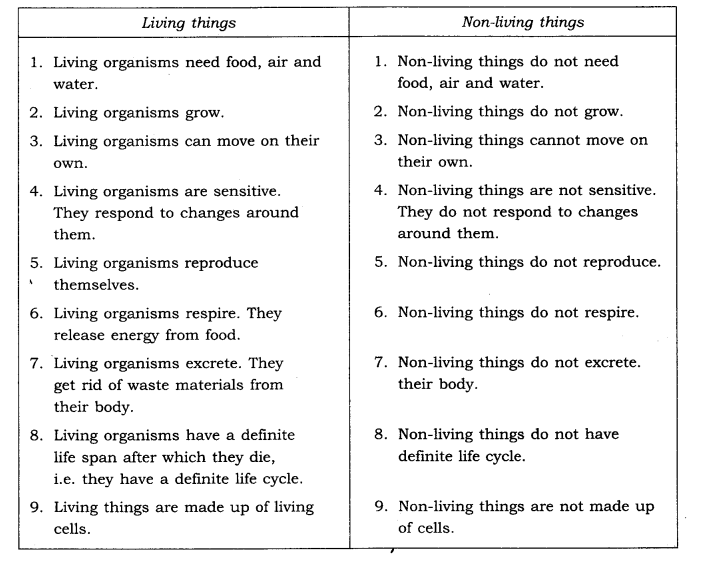 Living things
Non-living things
1. Living organisms need food, air and
water.
1. Non-living things do not need
food, air and water.
2. Living organisms grow.
2. Non-living things do not grow.
3. Living organisms can move on their
own.
3. Non-living things cannot move on
their own.
4. Living organisms are sensitive.
They respond to changes around
them.
4. Non-living things are not sensitive.
They do not respond to changes
around them.
5. Living organisms reproduce
themselves.
5. Non-living things do not reproduce.
6. Living organisms respire. They
release energy from food.
6. Non-living things do not respire.
7. Living organisms excrete. They
get rid of waste materials from
their body.
7. Non-living things do not excrete.
their body.
8. Living organisms have a definite
life span after which they die,
i.e. they have a definite life cycle.
8. Non-living things do not have
definite life cycle.
9. Living things are made up of living
cells.
9. Non-living things are not made up
of cells.